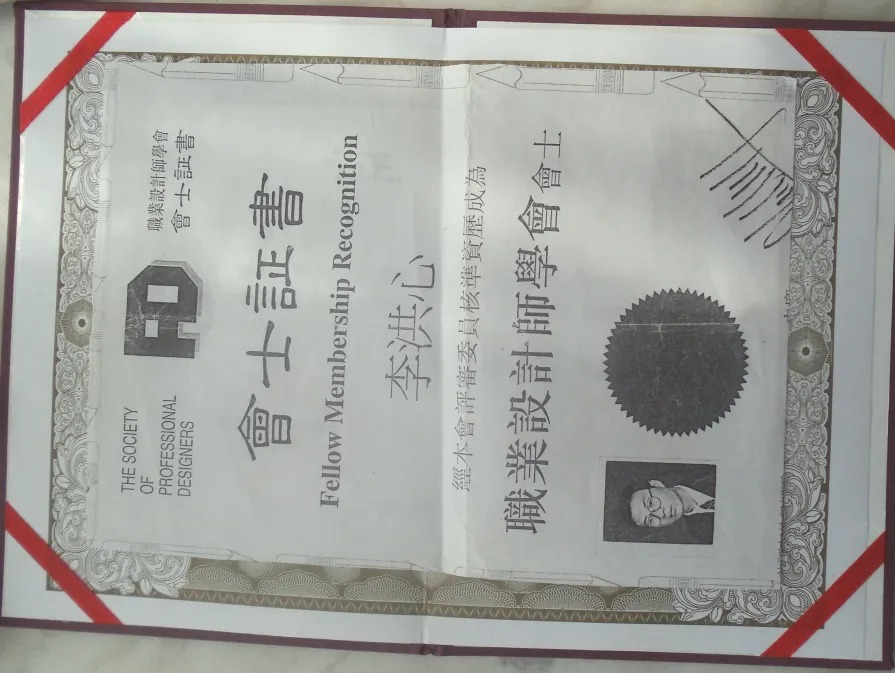 THE SOCIETY
OF
PROFESSIONAL
DESIGNERS
職業設計師學會
會士証書
會士証書
Fellow Membership Recognition
李洪心
經本會評審委員核準資歷成為
職業設計師學會會士